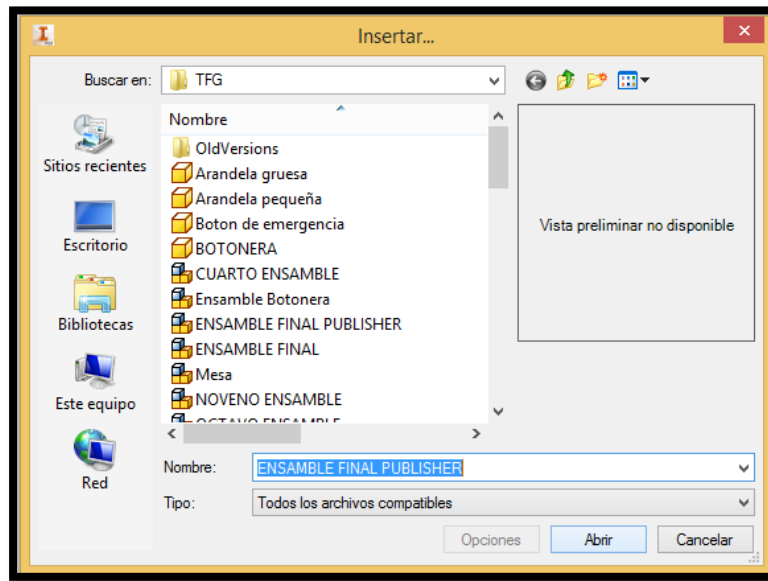 Insertar...
Buscar en:
TFG
Nombre
OldVersions
Arandela gruesa
Arandela pequeña
Boton de emergencia
BOTONERA
CUARTO ENSAMBLE
Ensamble Botonera
ENSAMBLE FINAL PUBLISHER
ENSAMBLE FINAL
Mesa
NOVENO ENSAMBLE
OCTAVO ENSAMBLE
Sitios recientes
Escritorio
Bibliotecas
Este equipo
Red
Vista preliminar no disponible
Nombre:
ENSAMBLE FINAL PUBLISHER
Tipo:
Todos los archivos compatibles
Opciones
Abrir
Cancelar